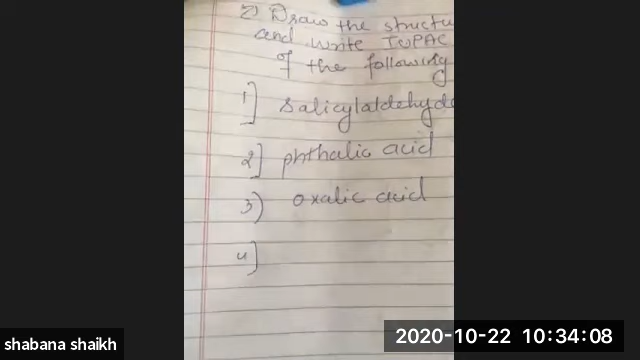 2) Draw the structu
and write IUPAC
of the following
1] Salicylaldehyde
2] phthalic acid
3) oxalic acid
4]
shabana shaikh
2020-10-22 10:34:08